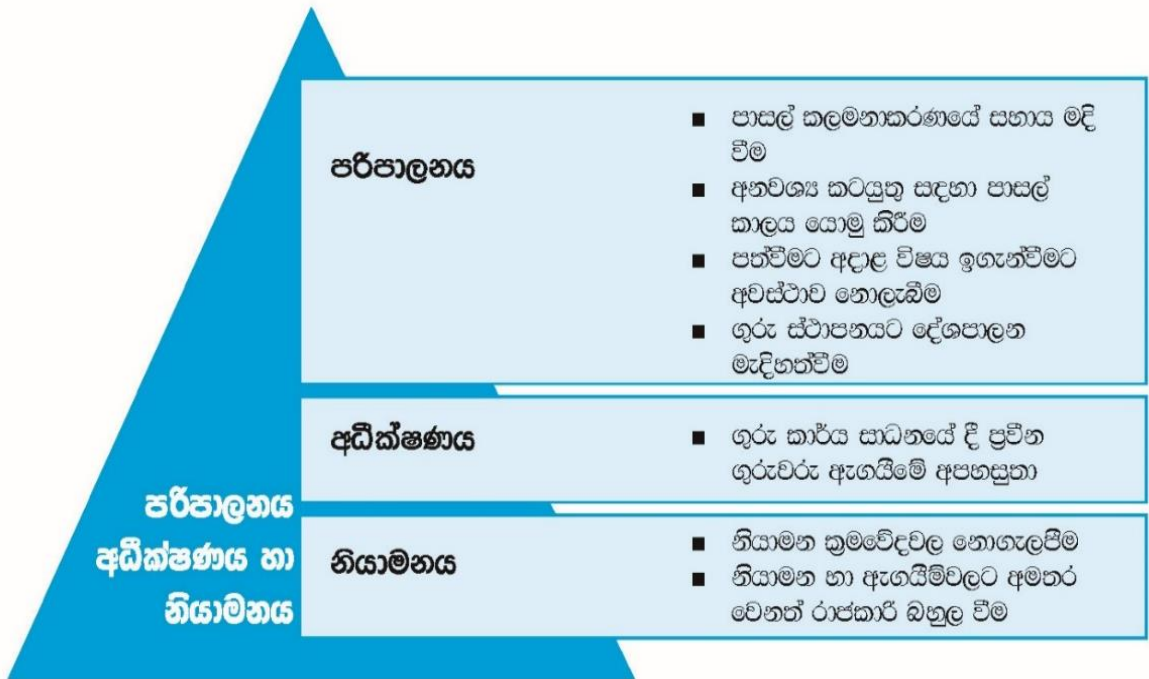 පරිපාලනය
■ පාසල් කලමනාකරණයේ සහාය මදි
වීම
■ අනවශ්‍ය කටයුතු සඳහා පාසල්
කාලය යොමු කිරීම
■ පත්වීමට අදාළ විෂය ඉගැන්වීමට
අවස්ථාව නොලැබීම
■ ගුරු ස්ථාපනයට දේශපාලන
මැදිහත්වීම
අධීක්ෂණය
■ ගුරු කාර්ය සාධනයේ දී ප්‍රවීන
ගුරුවරු ඇගයීමේ අපහසුතා
නියාමනය
■ නියාමන ක්‍රමවේදවල නොගැලපීම
■ නියාමන හා ඇගයීම්වලට අමතර
වෙනත් රාජකාරි බහුල වීම
පරිපාලනය
අධීක්ෂණය හා
නියාමනය